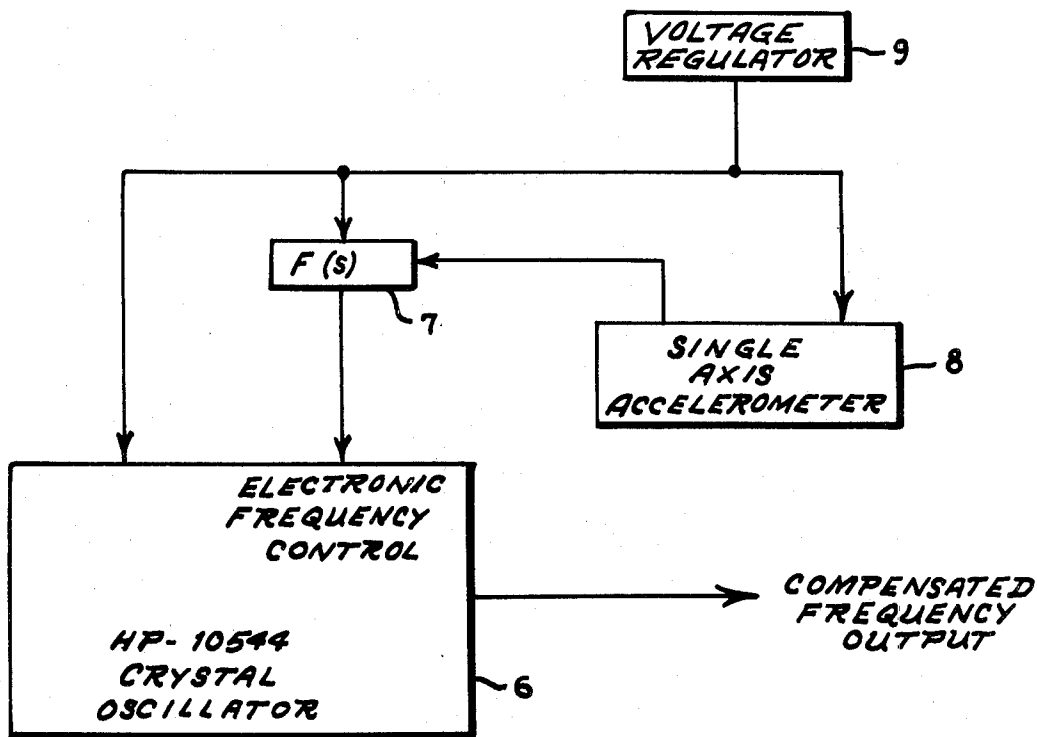 VOLTAGE
REGULATOR
9
F (s)
7
SINGLE
AXIS
ACCELEROMETER
8
ELECTRONIC
FREQUENCY
CONTROL
COMPENSATED
FREQUENCY
OUTPUT
HP-10544
CRYSTAL
OSCILLATOR
6